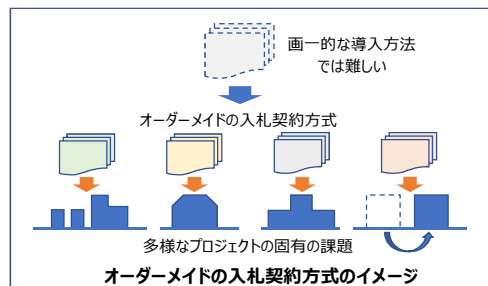 画一的な導入方法
では難しい
オーダーメイドの入札契約方式
多様なプロジェクトの固有の課題
オーダーメイドの入札契約方式のイメージ